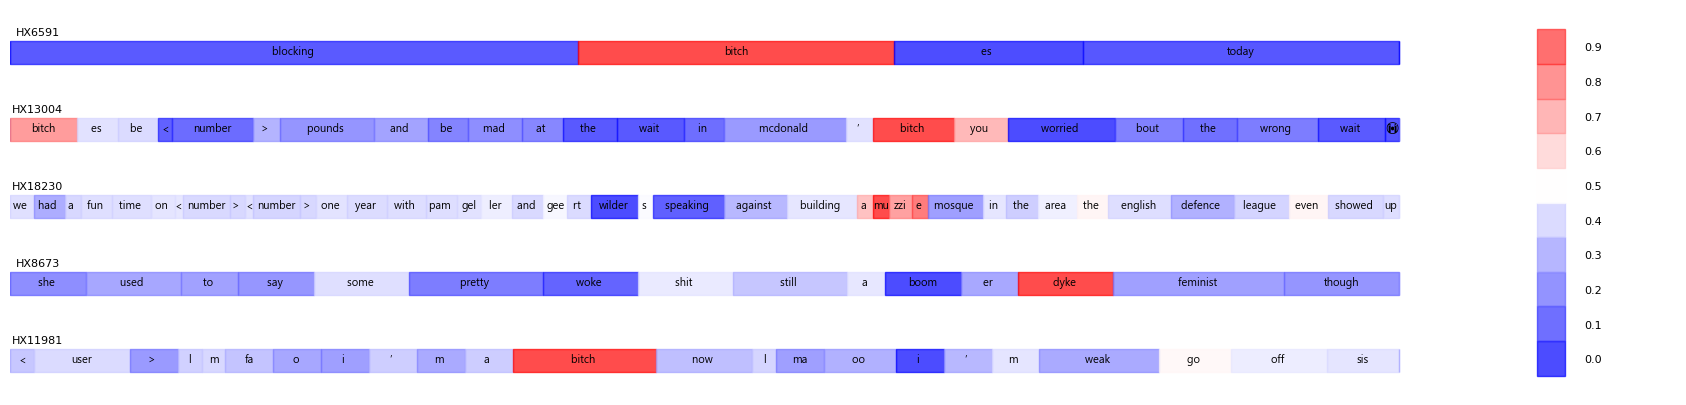 HX6591
blocking bitch es today
HX13004
bitch es be < number > pounds and be mad at the wait in mcdonald ' bitch you worried bout the wrong wait
HX18230
we had a fun time on < number > < number > one year with pam gel ler and gee rt wilder s speaking against building a mu zzi e mosque in the area the english defence league even showed up
HX8673
she used to say some pretty woke shit still a boom er dyke feminist though
HX11981
< user > l m fa o i ' m a bitch now l ma oo i ' m weak go off sis
0.9
0.8
0.7
0.6
0.5
0.4
0.3
0.2
0.1
0.0